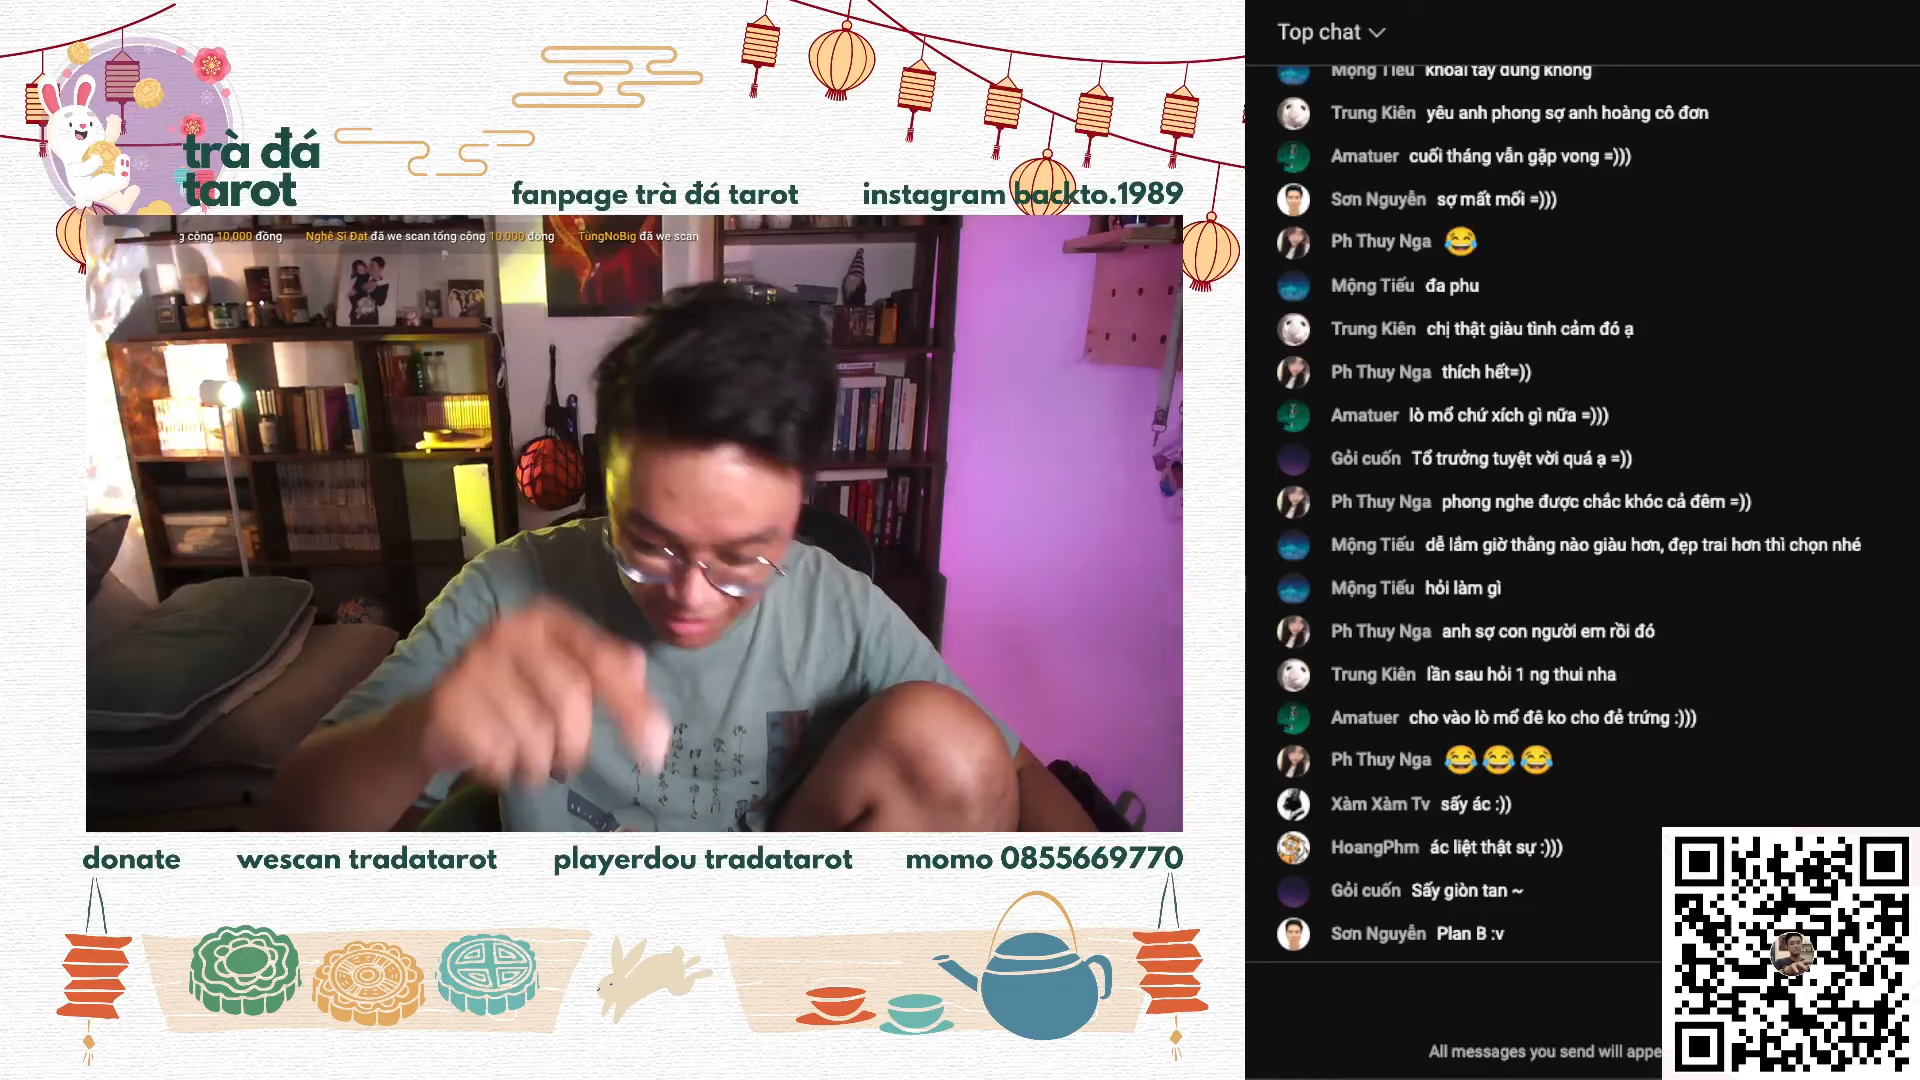 trà đá
tarot
fanpage trà đá tarot
instagram backto.1989
g cộng 10,000 đồng Nghệ Sĩ Đạt đã we scan tổng cộng 10,000 đồng TùngNoBig đã we scan
donate
wescan tradatarot
playerdou tradatarot
momo 0855669770
Top chat
Mộng Tiếu khoai tây đúng không
Trung Kiên yêu anh phong sợ anh hoàng cô đơn
Amatuer cuối tháng vẫn gặp vong =)))
Sơn Nguyễn sợ mất mối =)))
Ph Thuy Nga 😂
Mộng Tiếu đa phu
Trung Kiên chị thật giàu tình cảm đó ạ
Ph Thuy Nga thích hết=))
Amatuer lò mổ chứ xích gì nữa =)))
Gỏi cuốn Tổ trưởng tuyệt vời quá ạ =))
Ph Thuy Nga phong nghe được chắc khóc cả đêm =))
Mộng Tiếu dễ lắm giờ thằng nào giàu hơn, đẹp trai hơn thì chọn nhé
Mộng Tiếu hỏi làm gì
Ph Thuy Nga anh sợ con người em rồi đó
Trung Kiên lần sau hỏi 1 ng thui nha
Amatuer cho vào lò mổ đê ko cho đẻ trứng :)))
Ph Thuy Nga 😂😂😂
Xàm Xàm Tv sấy ác :))
HoangPhm ác liệt thật sự :)))
Gỏi cuốn Sấy giòn tan ~
Sơn Nguyễn Plan B :v
All messages you send will appe